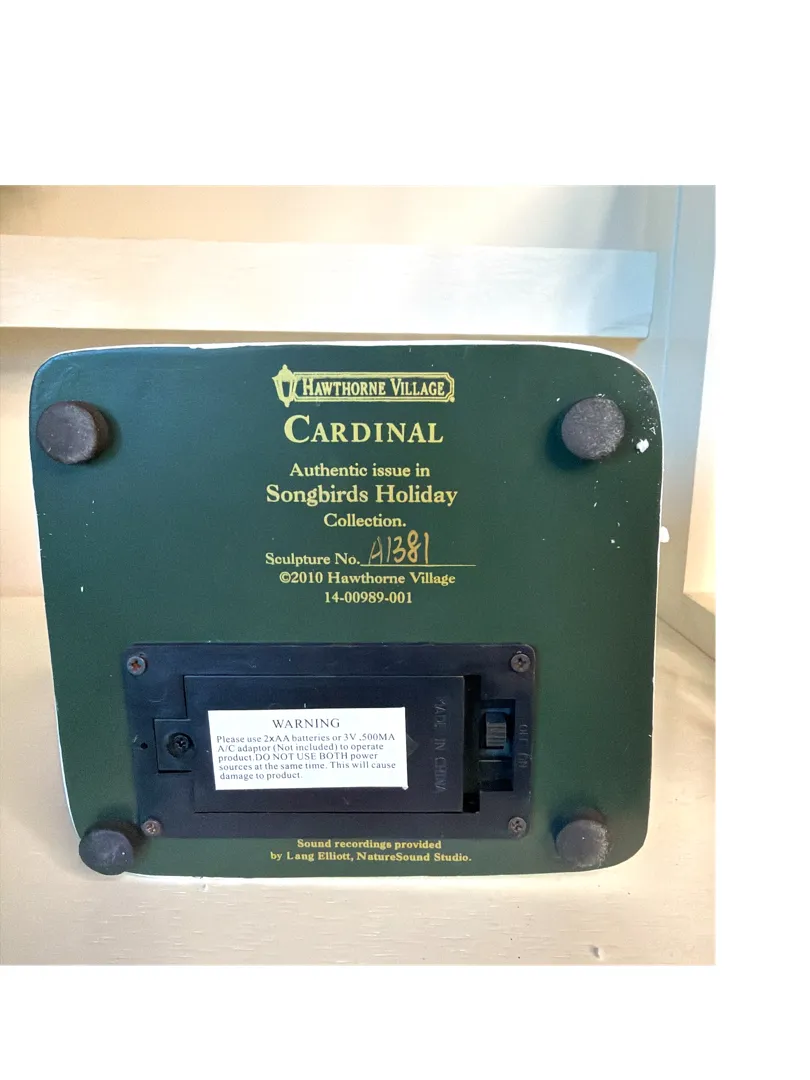 HAWTHORNE VILLAGE
CARDINAL
Authentic issue in
Songbirds Holiday
Collection.
Sculpture No. A1381
©2010 Hawthorne Village
14-00989-001
WARNING
Please use 2xAA batteries or 3V ,500MA
A/C adaptor (Not included) to operate
product.DO NOT USE BOTH power
sources at the same time. This will cause
damage to product.
MADE IN CHINA
OFF ON
Sound recordings provided
by Lang Elliott, NatureSound Studio.